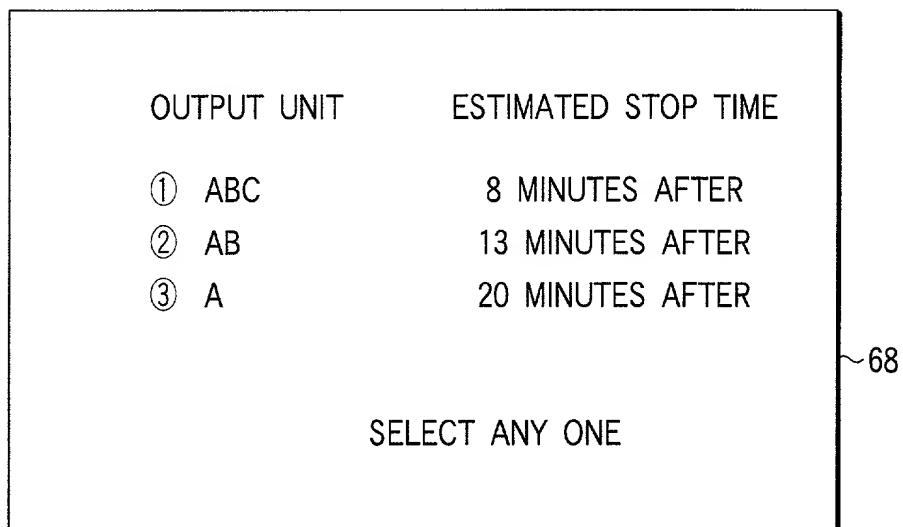 OUTPUT UNIT ESTIMATED STOP TIME
① ABC 8 MINUTES AFTER
② AB 13 MINUTES AFTER
③ A 20 MINUTES AFTER
68
SELECT ANY ONE